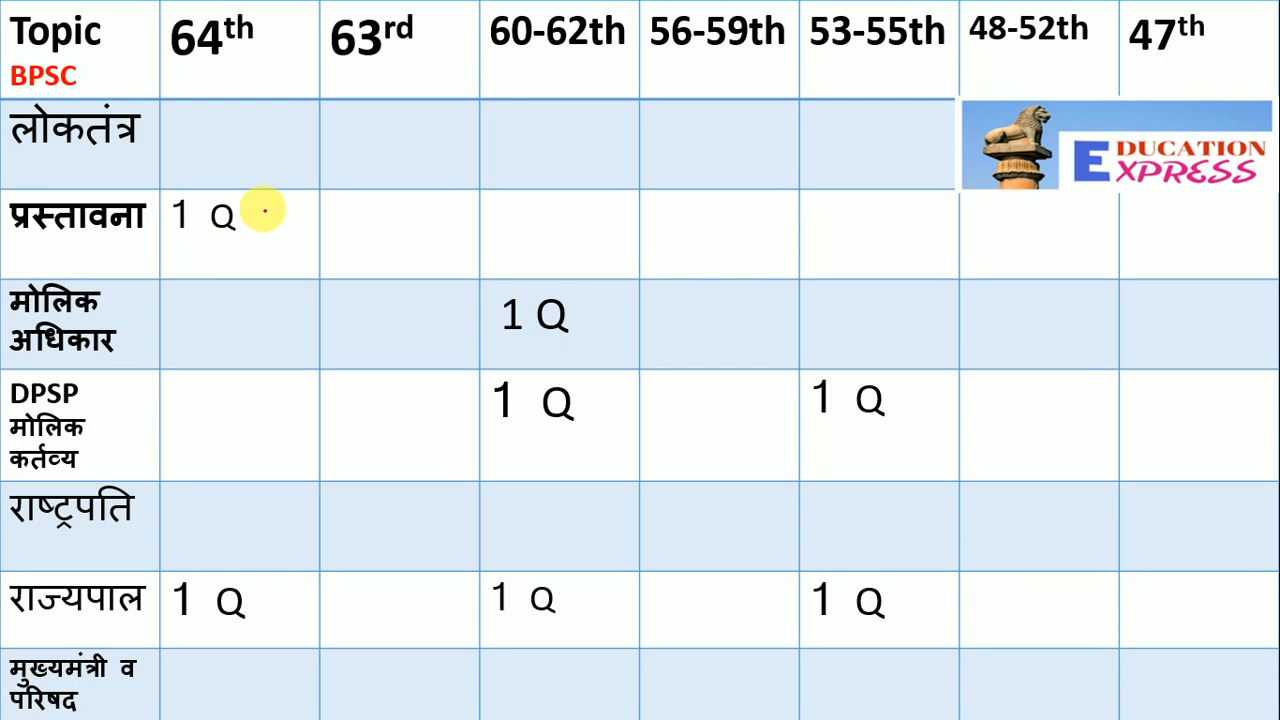 Topic 64th 63rd 60-62th 56-59th 53-55th 48-52th 47th
BPSC
लोकतंत्र
EDUCATION
XPRESS
प्रस्तावना 1 Q
मोलिक 1 Q
अधिकार
DPSP 1 Q 1 Q
मोलिक
कर्तव्य
राष्ट्रपति
राज्यपाल 1 Q 1 Q 1 Q
मुख्यमंत्री व
परिषद